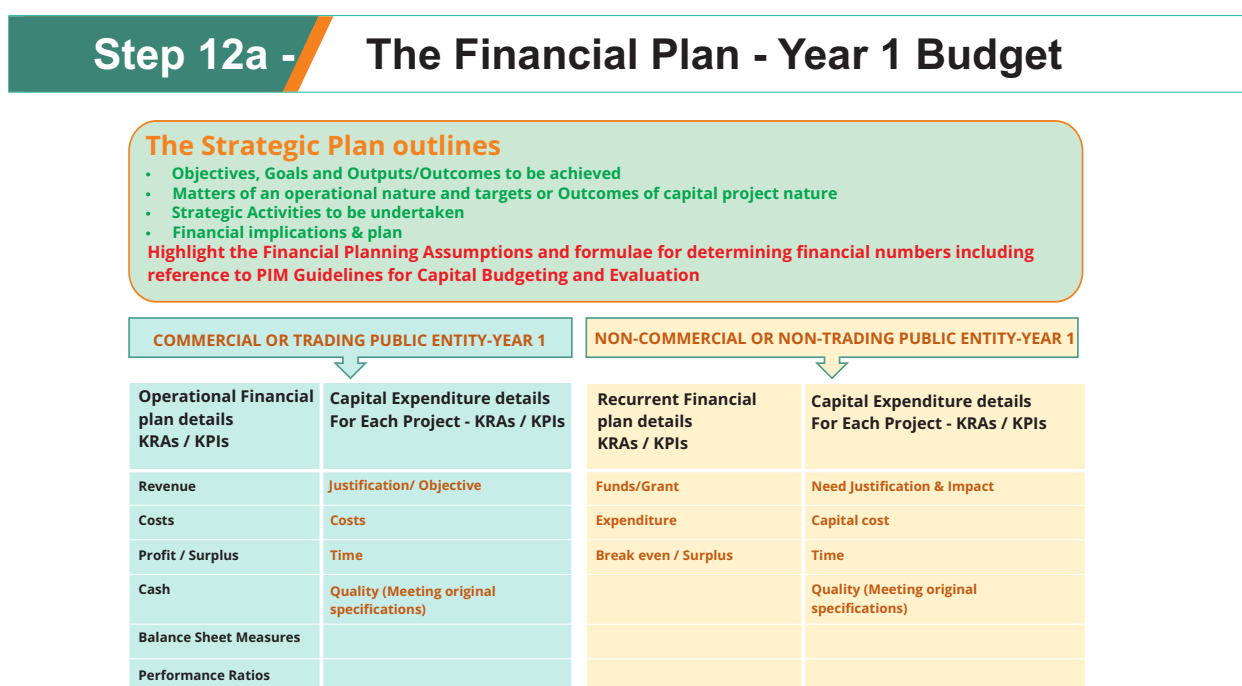 Step 12a - The Financial Plan - Year 1 Budget
The Strategic Plan outlines
• Objectives, Goals and Outputs/Outcomes to be achieved
• Matters of an operational nature and targets or Outcomes of capital project nature
• Strategic Activities to be undertaken
• Financial implications & plan
Highlight the Financial Planning Assumptions and formulae for determining financial numbers including
reference to PIM Guidelines for Capital Budgeting and Evaluation
COMMERCIAL OR TRADING PUBLIC ENTITY-YEAR 1
Operational Financial
plan details
KRAs / KPIs
Capital Expenditure details
For Each Project - KRAs / KPIs
Revenue
Justification/ Objective
Costs
Costs
Profit / Surplus
Time
Cash
Quality (Meeting original
specifications)
Balance Sheet Measures
Performance Ratios
NON-COMMERCIAL OR NON-TRADING PUBLIC ENTITY-YEAR 1
Recurrent Financial
plan details
KRAs / KPIs
Capital Expenditure details
For Each Project - KRAs / KPIs
Funds/Grant
Need Justification & Impact
Expenditure
Capital cost
Break even / Surplus
Time
Quality (Meeting original
specifications)